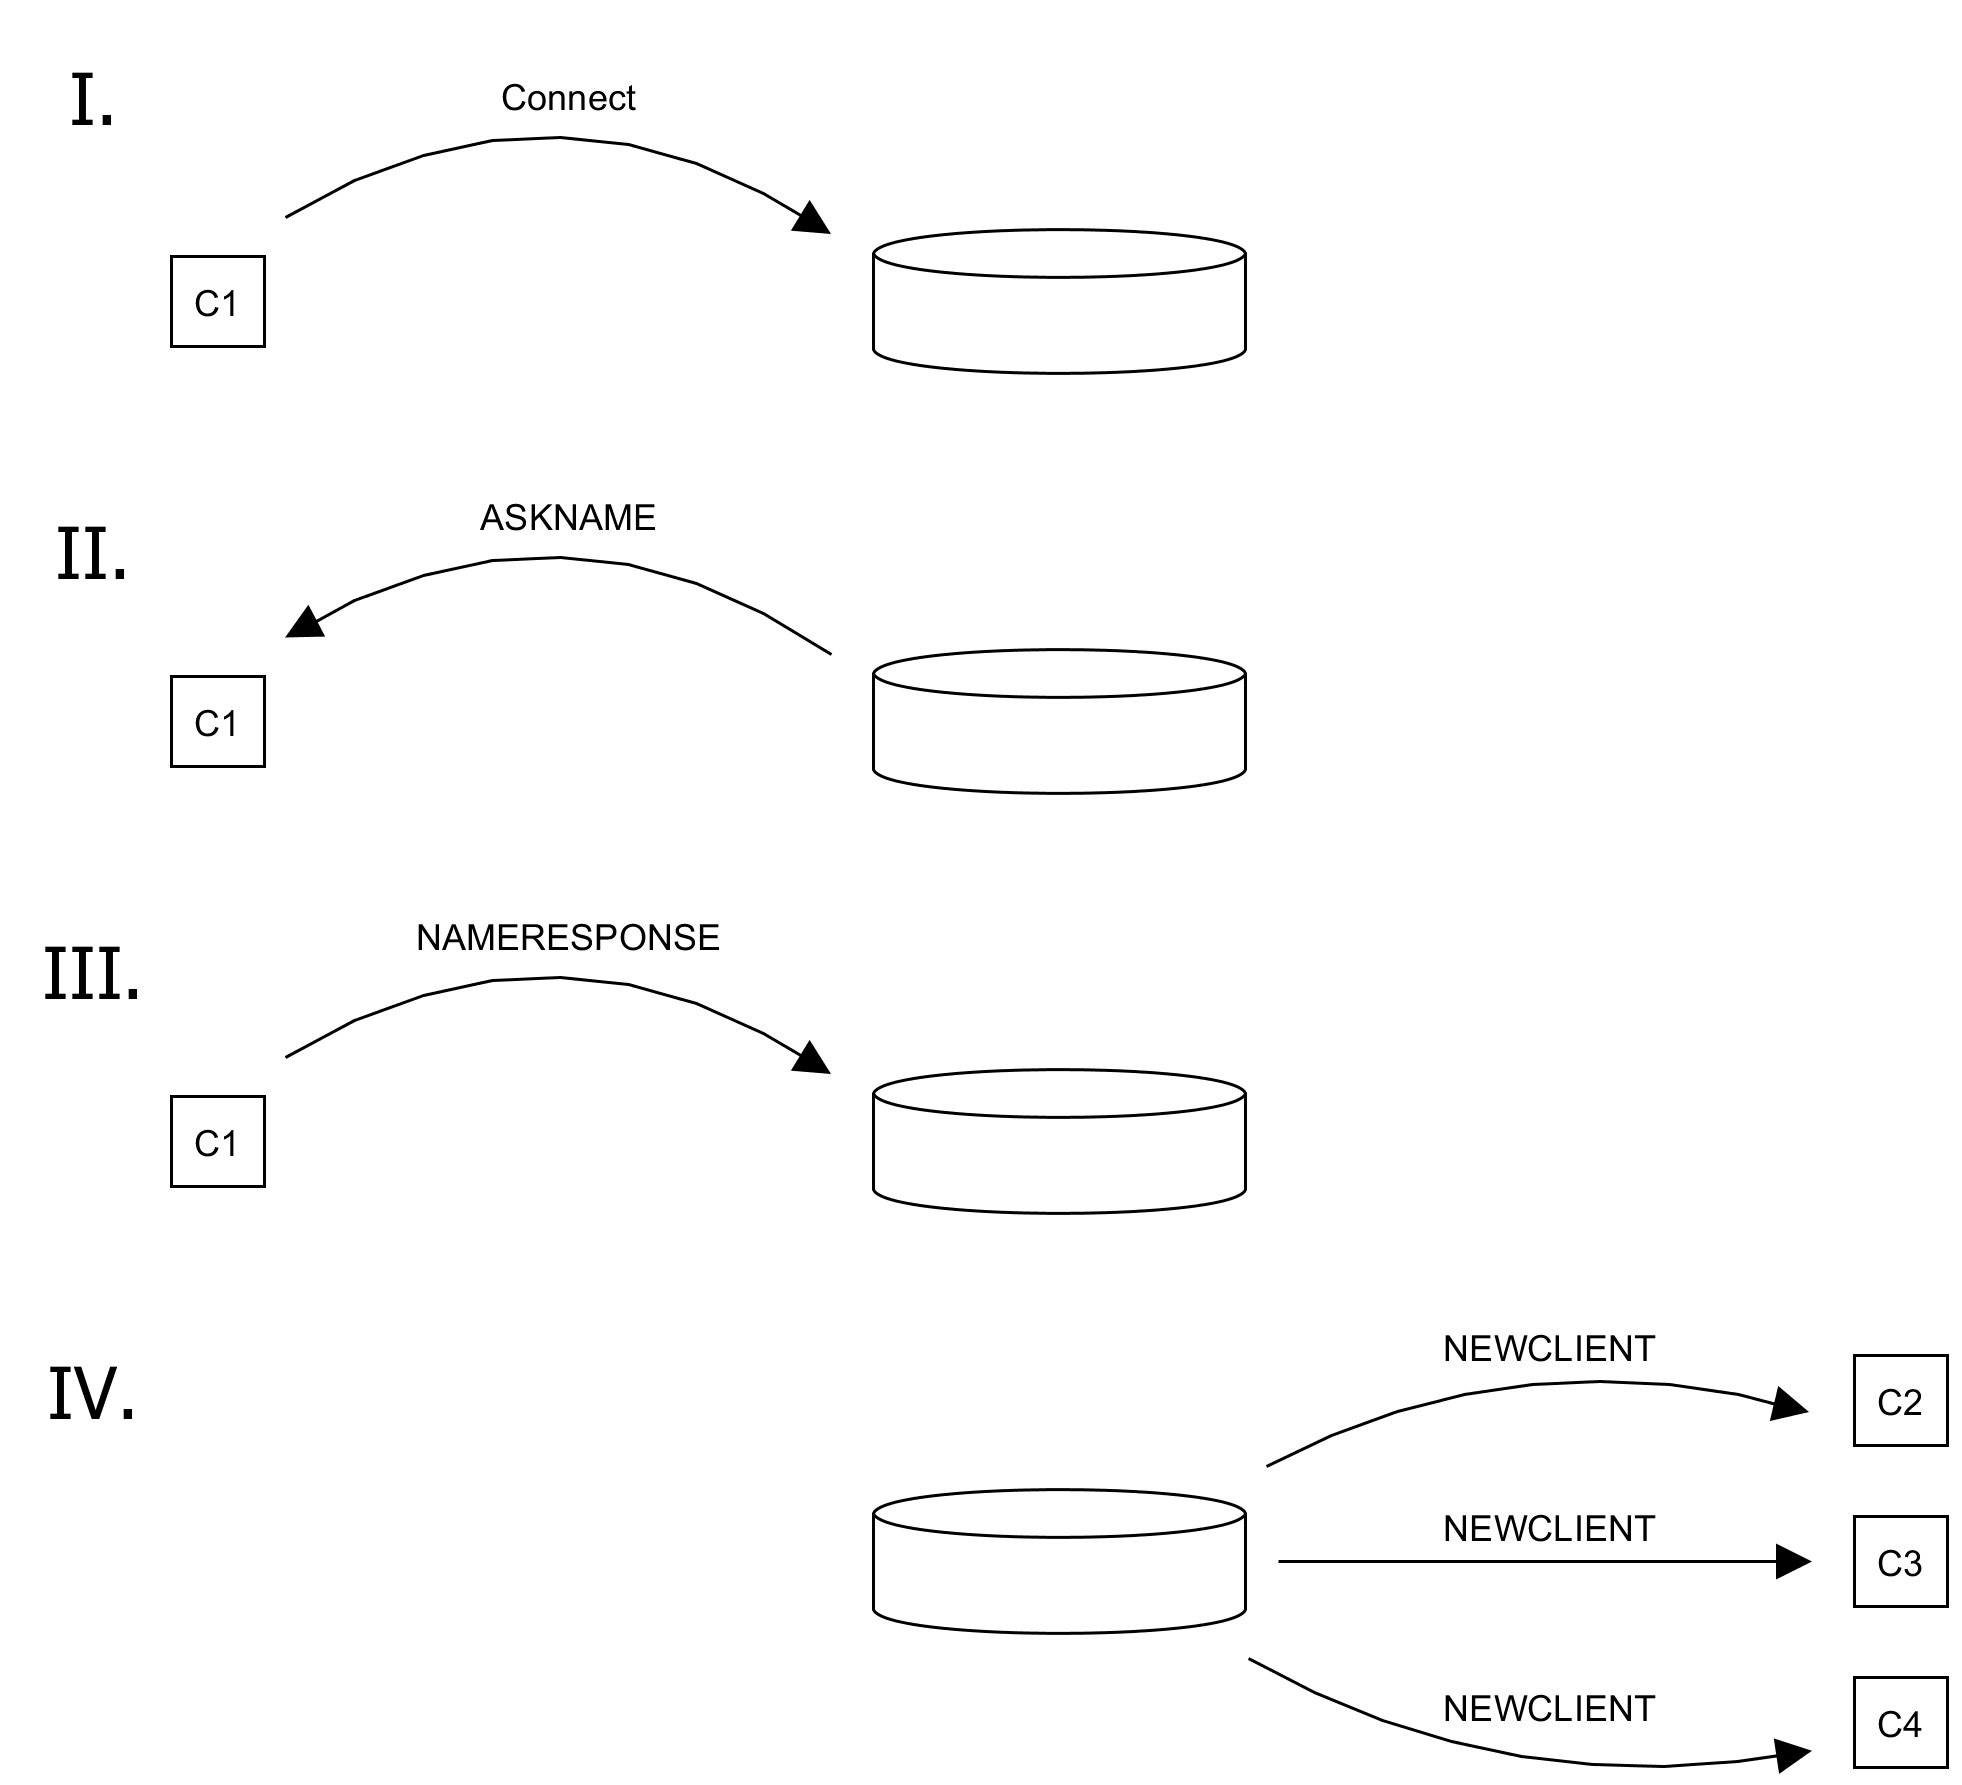 I.
Connect
C1
II.
ASKNAME
C1
III.
NAMERESPONSE
C1
IV.
NEWCLIENT
C2
NEWCLIENT
C3
NEWCLIENT
C4